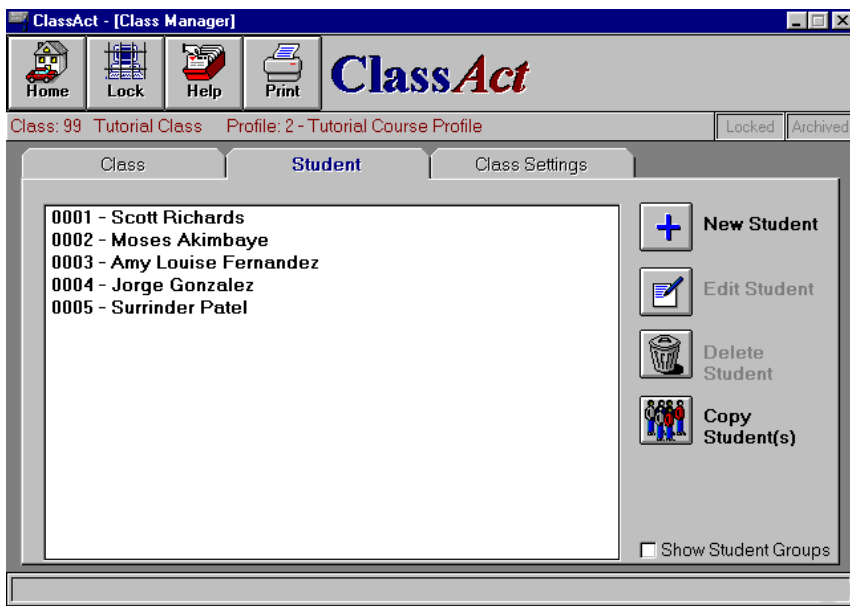 ClassAct - [Class Manager]
Home Lock Help Print ClassAct
Class: 99 Tutorial Class Profile: 2 - Tutorial Course Profile Locked Archived
Class Student Class Settings
0001 - Scott Richards
0002 - Moses Akimbaye
0003 - Amy Louise Fernandez
0004 - Jorge Gonzalez
0005 - Surrinder Patel
New Student
Edit Student
Delete
Student
Copy
Student(s)
Show Student Groups